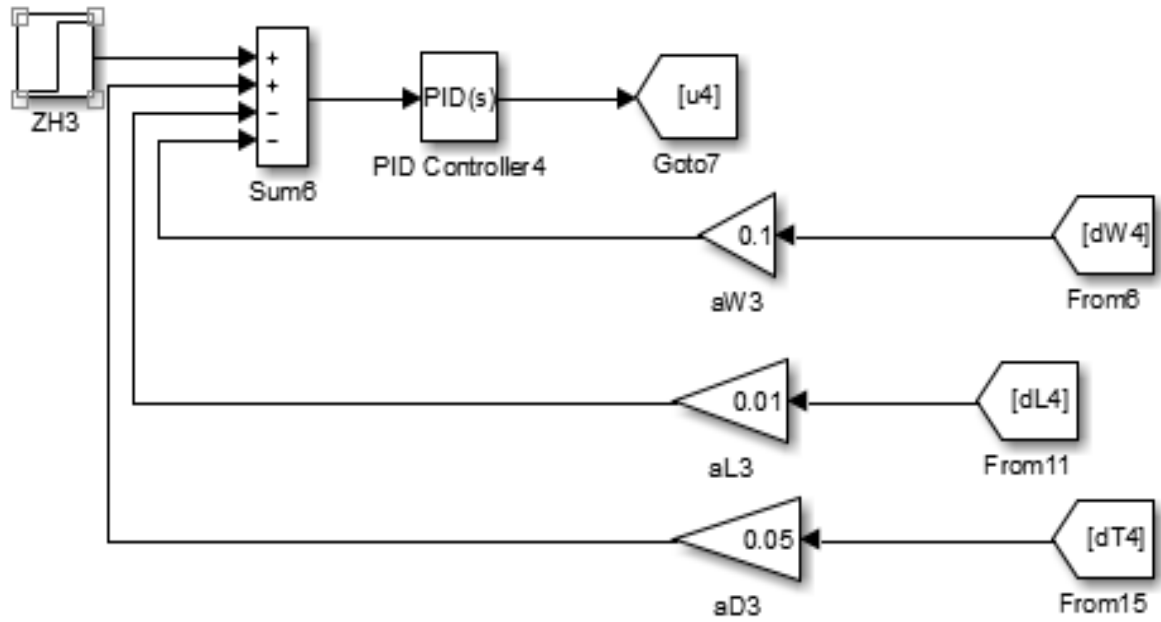 ZH3
+
+
−
−
Sum6
PID(s)
PID Controller4
[u4]
Goto7
0.1
aW3
[dW4]
From6
0.01
aL3
[dL4]
From11
0.05
aD3
[dT4]
From15